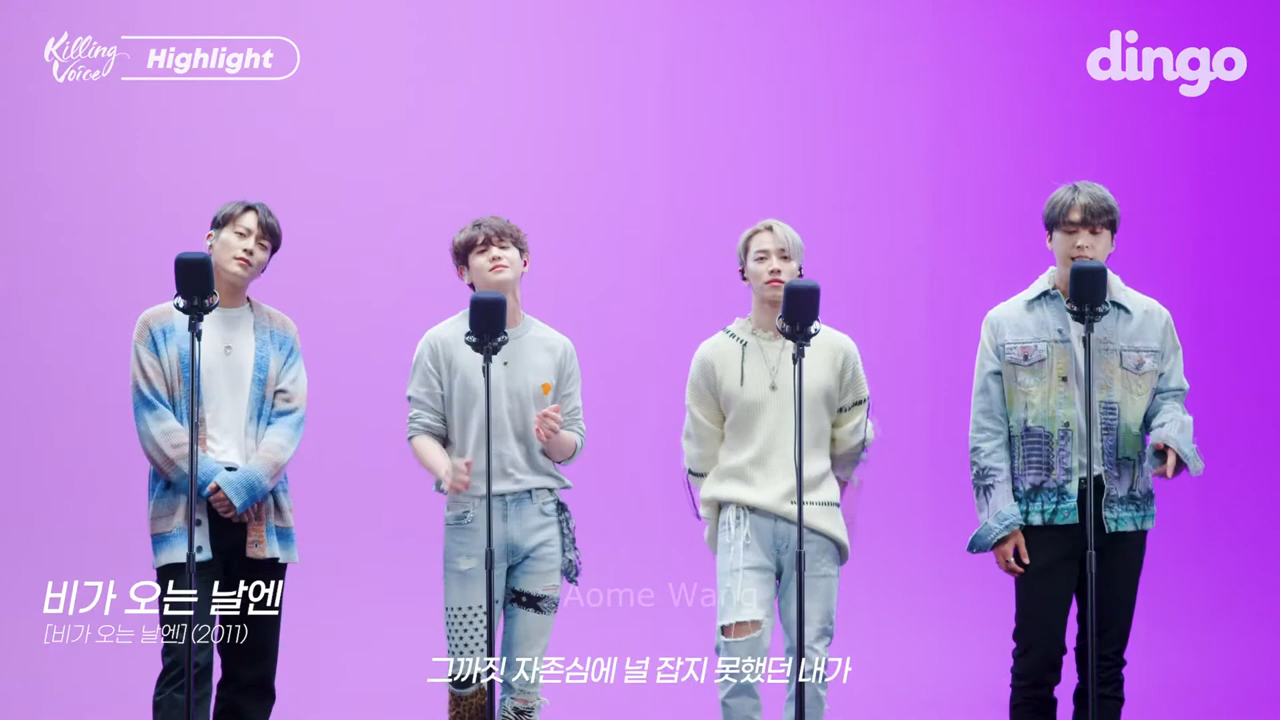 Killing Voice
Highlight
dingo
비가 오는 날엔
[비가 오는 날엔] (2011)
Aome Wang
그까짓 자존심에 널 잡지 못했던 내가